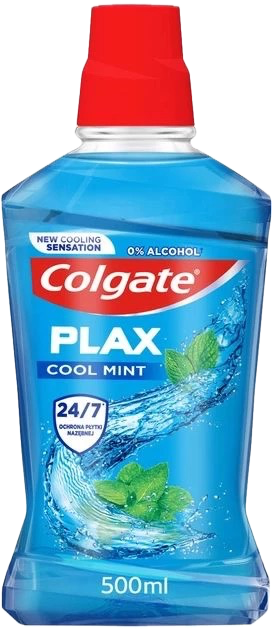 NEW COOLING
SENSATION
0% ALCOHOL*
Colgate®
PLAX
COOL MINT
24/7*
OCHRONA PŁYTKI
NAZĘBNEJ
500ml